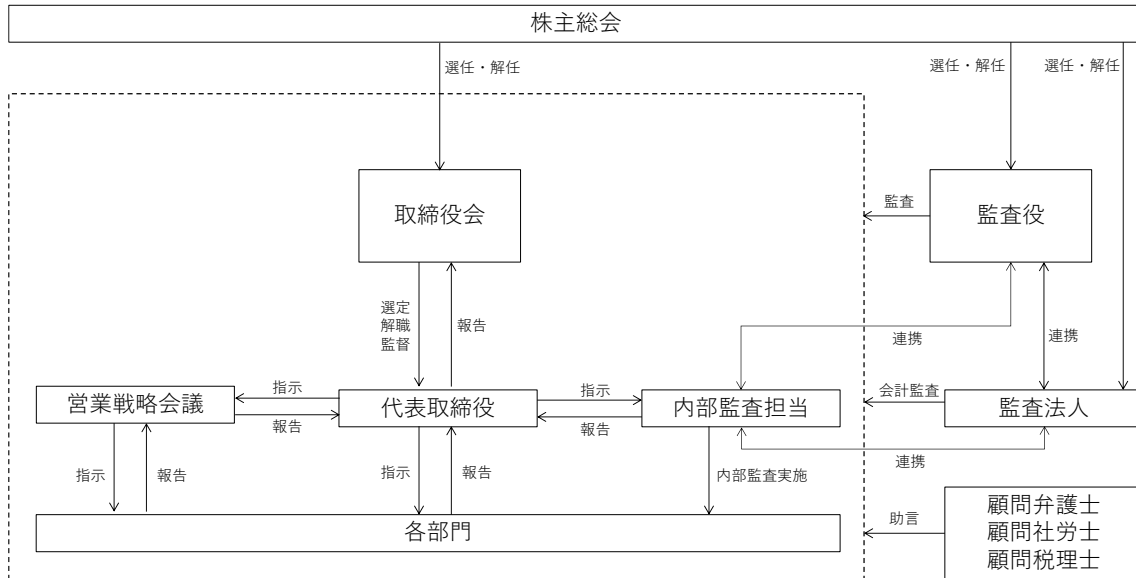 株主総会
選任・解任
選任・解任
選任・解任
取締役会
監査
監査役
選定
解職
監督
報告
連携
連携
営業戦略会議
指示
報告
代表取締役
指示
報告
内部監査担当
会計監査
監査法人
連携
指示
報告
指示
報告
内部監査実施
各部門
助言
顧問弁護士
顧問社労士
顧問税理士